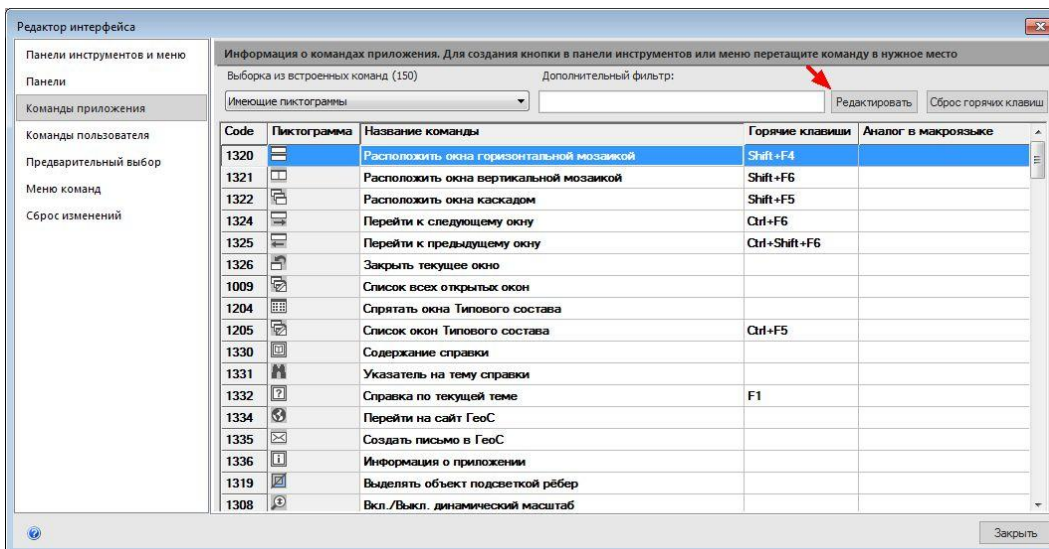 Редактор интерфейса
Панели инструментов и меню
Панели
Команды приложения
Команды пользователя
Предварительный выбор
Меню команд
Сброс изменений
Информация о командах приложения. Для создания кнопки в панели инструментов или меню перетащите команду в нужное место
Выборка из встроенных команд (150) Дополнительный фильтр:
Имеющие пиктограммы Редактировать Сброс горячих клавиш
Code Пиктограмма Название команды Горячие клавиши Аналог в макроязыке
1320 Расположить окна горизонтальной мозаикой Shift+F4
1321 Расположить окна вертикальной мозаикой Shift+F6
1322 Расположить окна каскадом Shift+F5
1324 Перейти к следующему окну Ctrl+F6
1325 Перейти к предыдущему окну Ctrl+Shift+F6
1326 Закрыть текущее окно
1009 Список всех открытых окон
1204 Спрятать окна Типового состава
1205 Список окон Типового состава Ctrl+F5
1330 Содержание справки
1331 Указатель на тему справки
1332 Справка по текущей теме F1
1334 Перейти на сайт ГеоС
1335 Создать письмо в ГеоС
1336 Информация о приложении
1319 Выделять объект подсветкой рёбер
1308 Вкл./Выкл. динамический масштаб
Закрыть